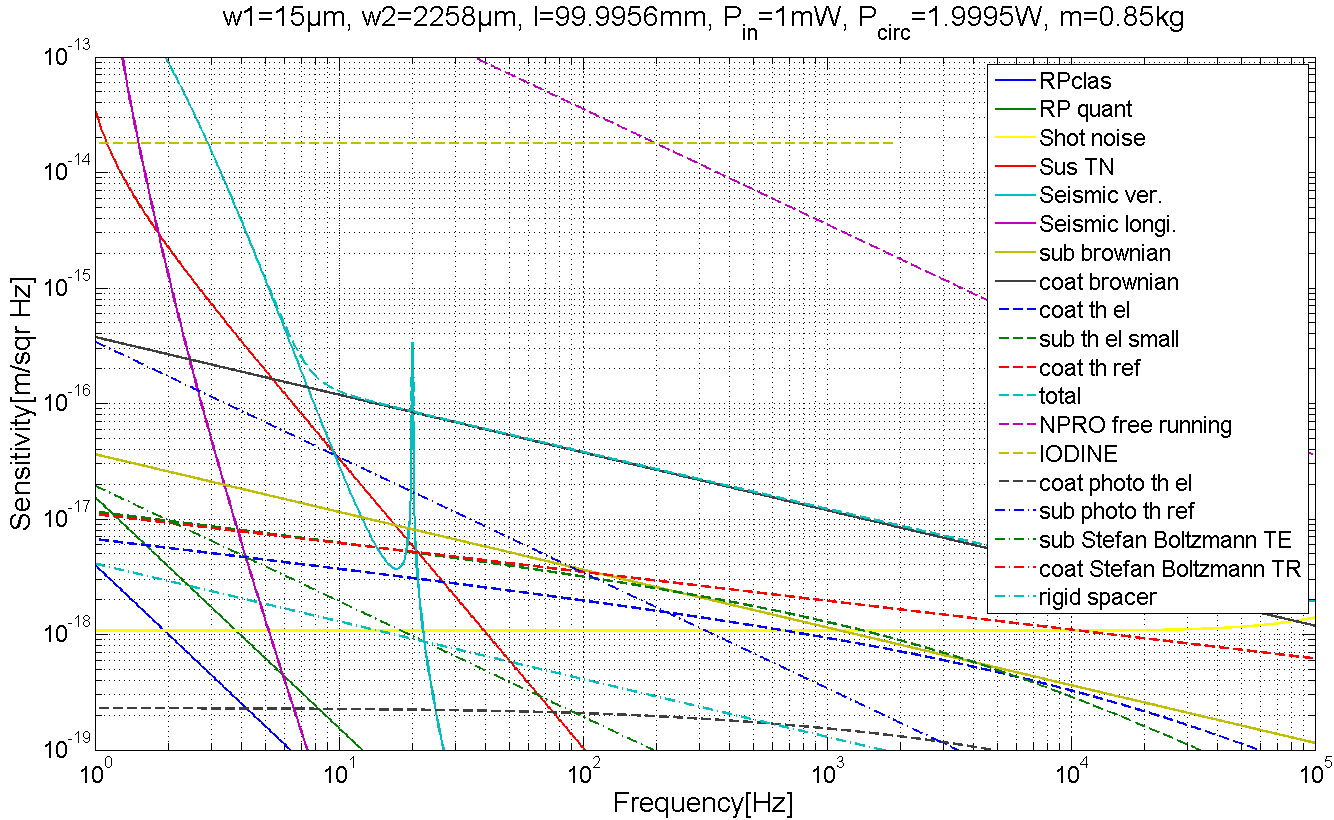 w1=15µm, w2=2258µm, l=99.9956mm, P_in=1mW, P_circ=1.9995W, m=0.85kg
10^-13
10^-14
10^-15
10^-16
10^-17
10^-18
10^-19
Sensitivity[m/sqr Hz]
RPclas
RP quant
Shot noise
Sus TN
Seismic ver.
Seismic longi.
sub brownian
coat brownian
coat th el
sub th el small
coat th ref
total
NPRO free running
IODINE
coat photo th el
sub photo th ref
sub Stefan Boltzmann TE
coat Stefan Boltzmann TR
rigid spacer
10^0 10^1 10^2 10^3 10^4 10^5
Frequency[Hz]